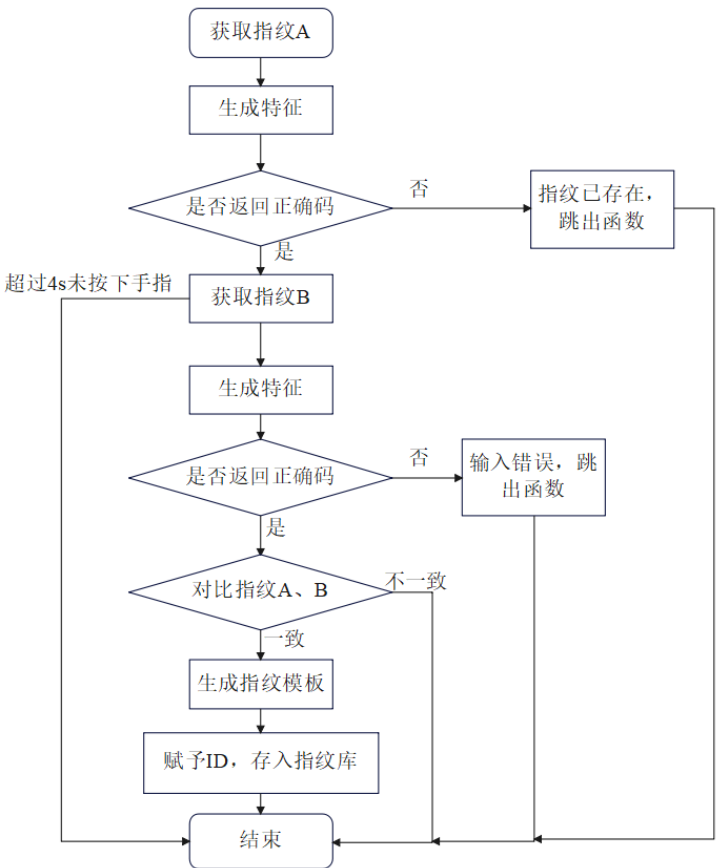 获取指纹A
生成特征
是否返回正确码
否
指纹已存在，
跳出函数
是
超过4s未按下手指
获取指纹B
生成特征
是否返回正确码
否
输入错误，跳
出函数
是
对比指纹A、B
不一致
一致
生成指纹模板
赋予ID，存入指纹库
结束